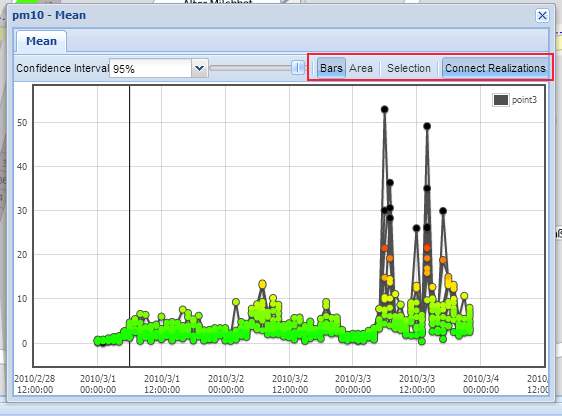 Alter Milchhof
pm10 - Mean
Mean
Confidence Interval 95% Bars Area Selection Connect Realizations
point3
50
40
30
20
10
0
2010/2/28 2010/3/1 2010/3/1 2010/3/2 2010/3/2 2010/3/3 2010/3/3 2010/3/4
12:00:00 00:00:00 12:00:00 00:00:00 12:00:00 00:00:00 12:00:00 00:00:00 12:00:00